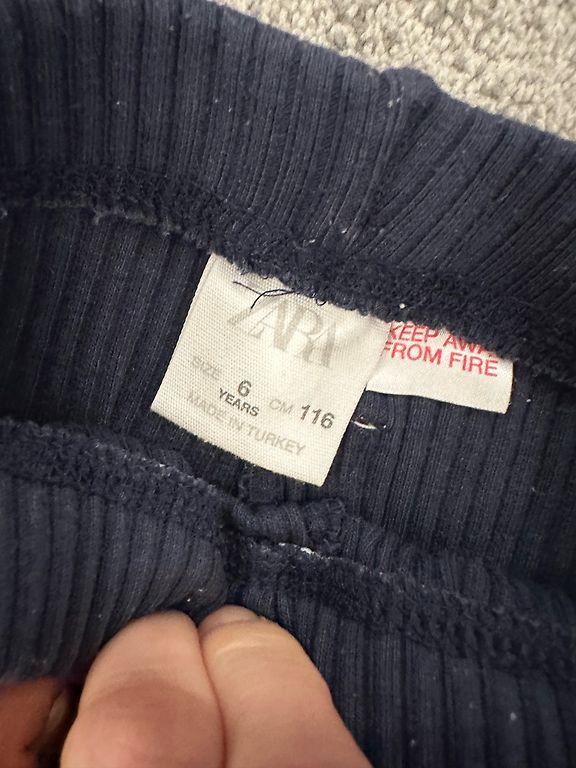 ZARA
SIZE 6 YEARS CM 116
MADE IN TURKEY
KEEP AWAY
FROM FIRE